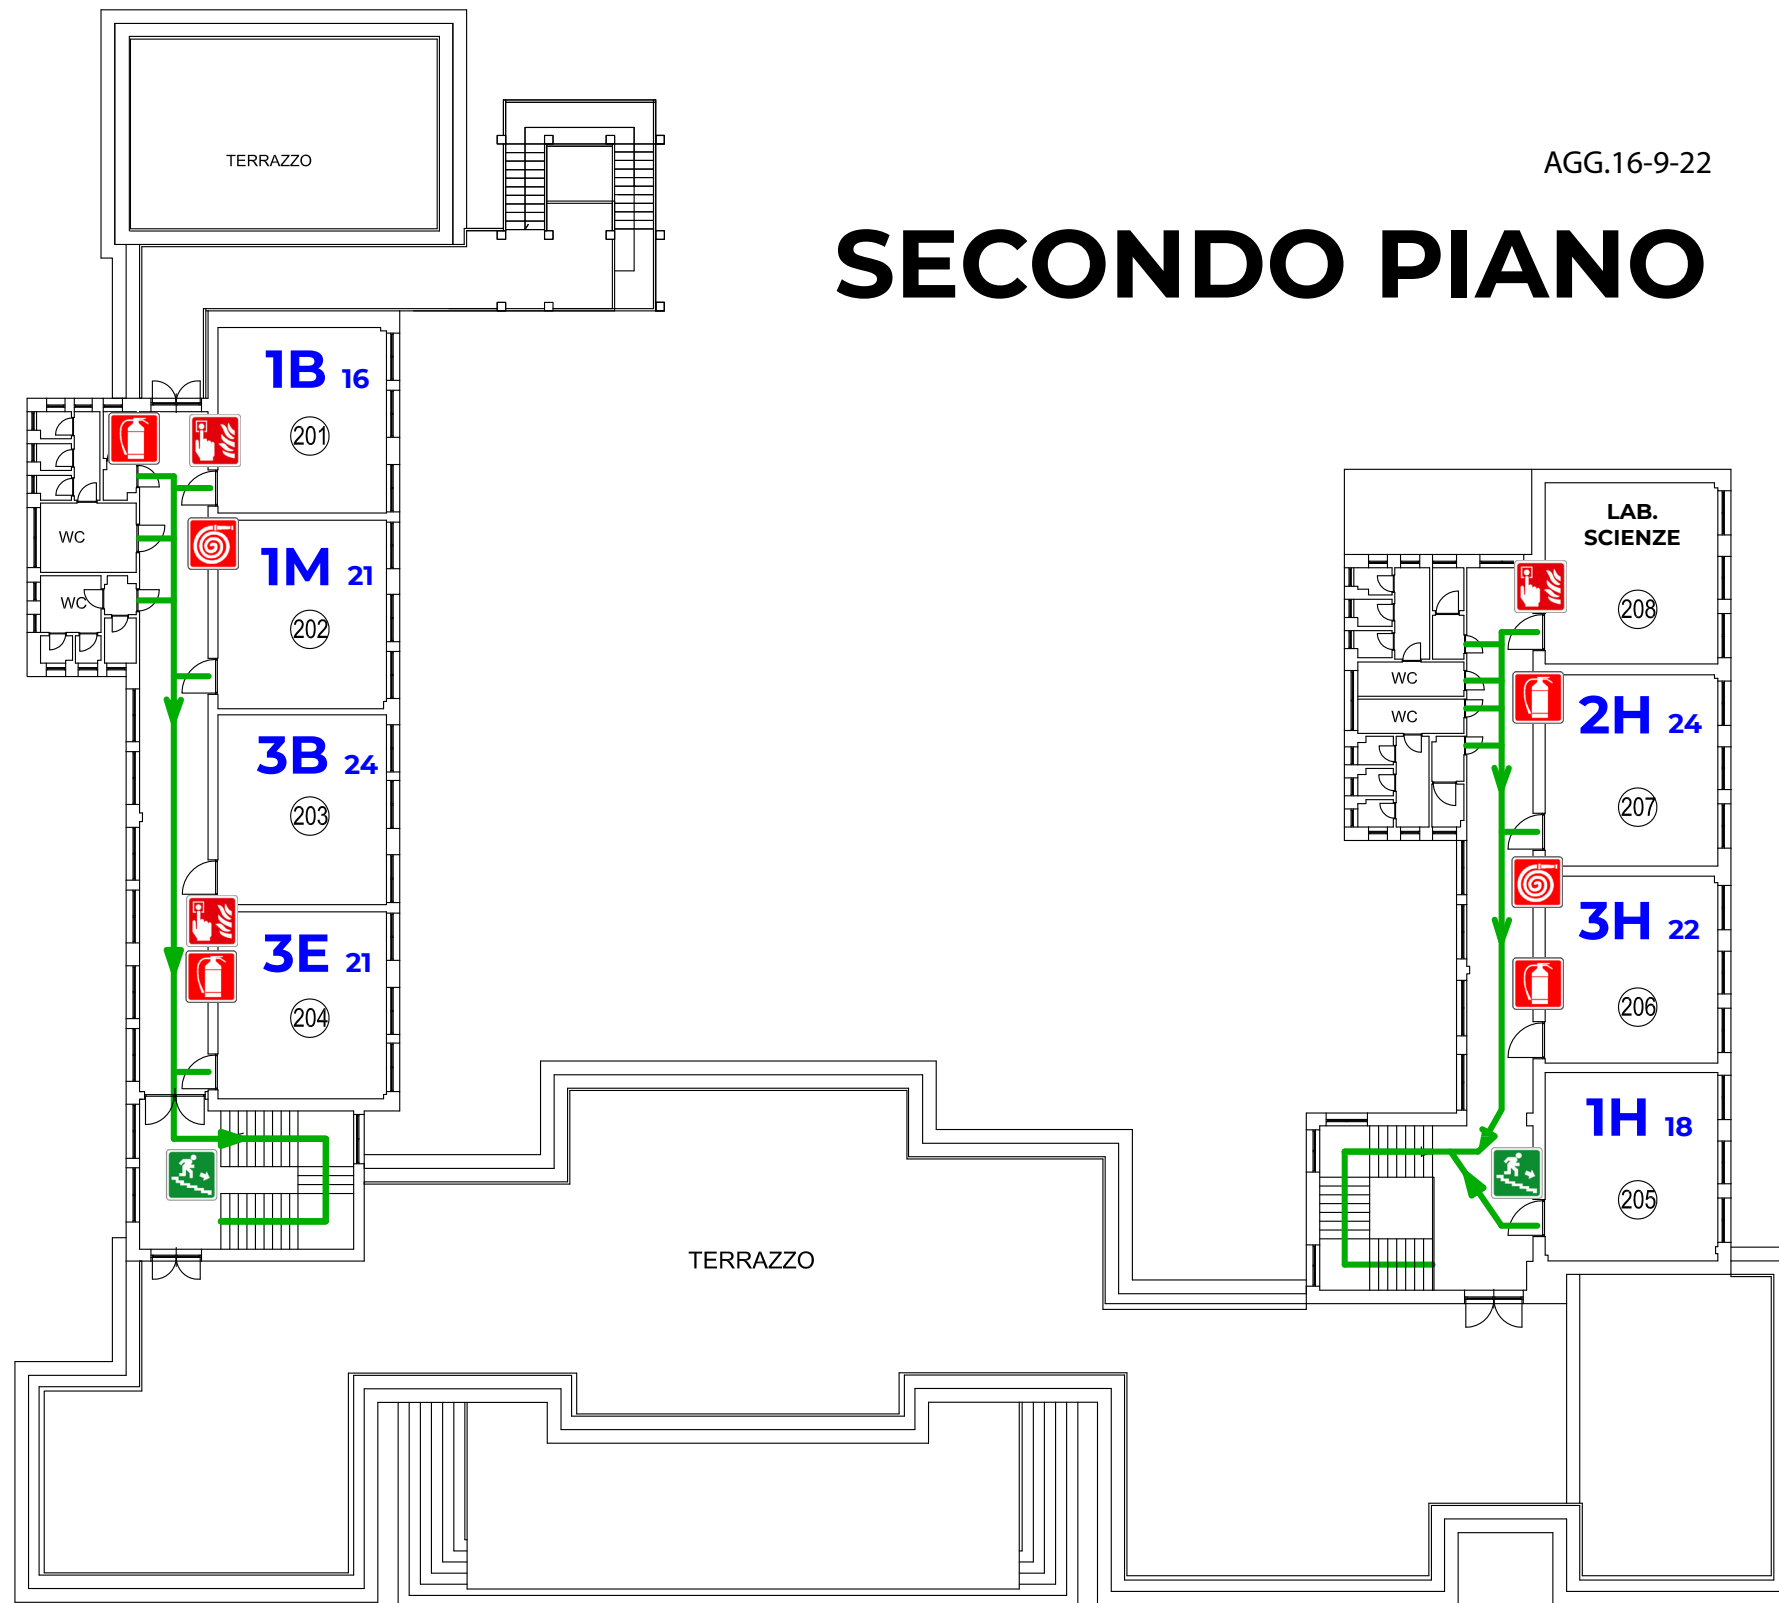 TERRAZZO
AGG.16-9-22
SECONDO PIANO
1B 16
201
WC
1M 21
WC
202
3B 24
203
3E 21
204
LAB.
SCIENZE
208
WC
2H 24
WC
207
3H 22
206
1H 18
205
TERRAZZO